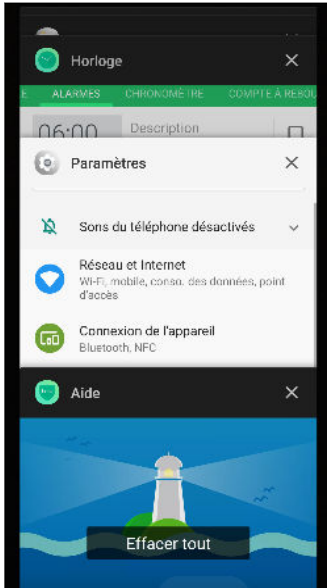 Horloge
E ALARMES CHRONOMÈTRE COMPTE À REBOU
06:00 Description
Paramètres
Sons du téléphone désactivés
Réseau et Internet
Wi-Fi, mobile, conso. des données, point
d'accès
Connexion de l'appareil
Bluetooth, NFC
Aide
Effacer tout